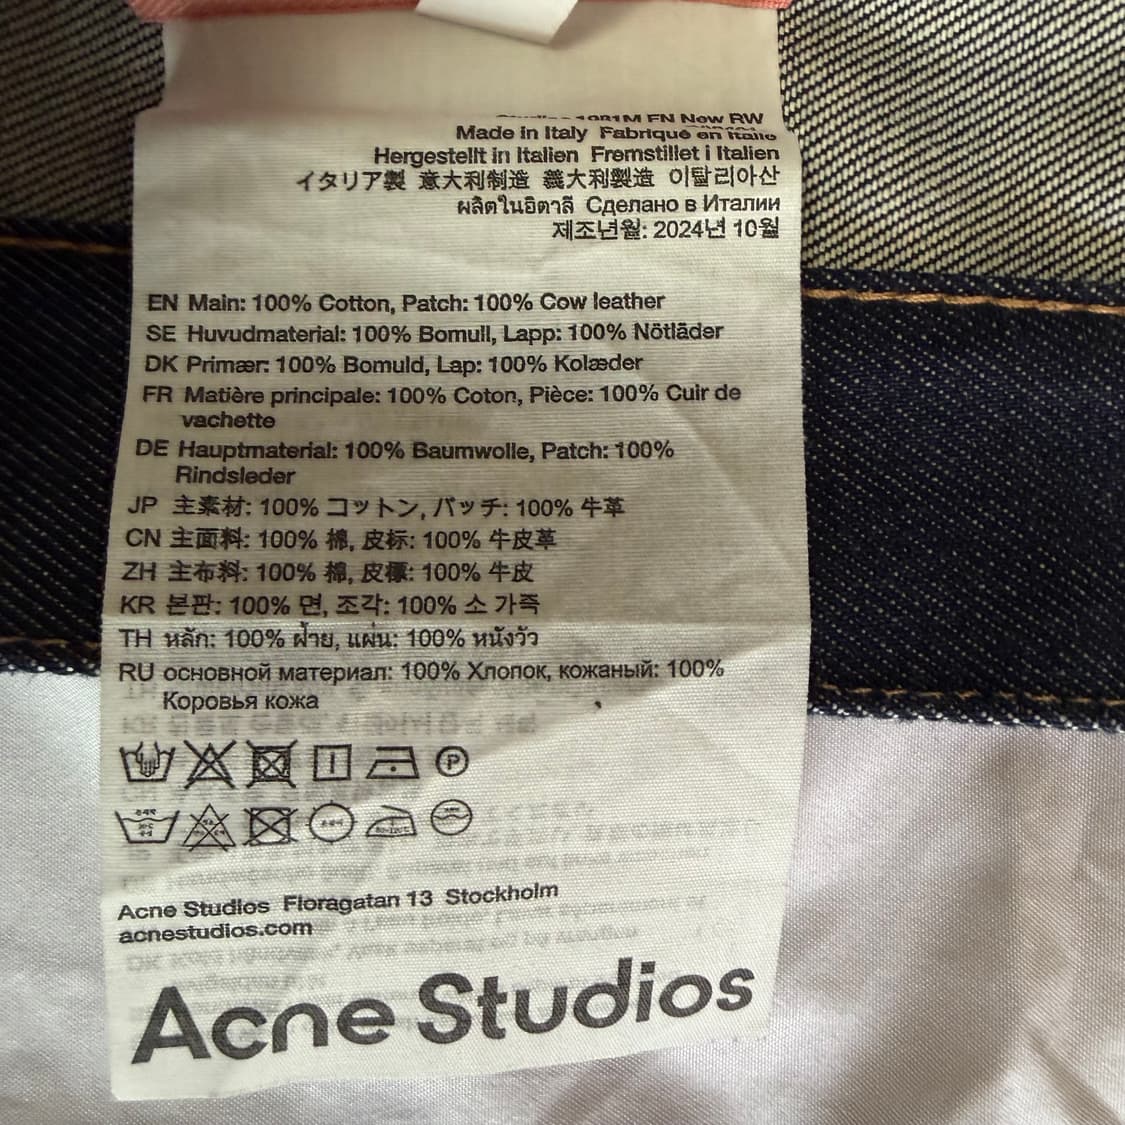 1981M FN New RW
Made in Italy Fabriqué en Italie
Hergestellt in Italien Fremstillet i Italien
イタリア製 意大利制造 義大利製造 이탈리아산
ผลิตในอิตาลี Сделано в Италии
제조년월: 2024년 10월
EN Main: 100% Cotton, Patch: 100% Cow leather
SE Huvudmaterial: 100% Bomull, Lapp: 100% Nötläder
DK Primær: 100% Bomuld, Lap: 100% Kolæder
FR Matière principale: 100% Coton, Pièce: 100% Cuir de
vachette
DE Hauptmaterial: 100% Baumwolle, Patch: 100%
Rindsleder
JP 主素材: 100% コットン, パッチ: 100% 牛革
CN 主面料: 100% 棉, 皮标: 100% 牛皮革
ZH 主布料: 100% 棉, 皮標: 100% 牛皮
KR 본판: 100% 면, 조각: 100% 소 가죽
TH หลัก: 100% ฝ้าย, แผ่น: 100% หนังวัว
RU основной материал: 100% Хлопок, кожаный: 100%
Коровья кожа
P
80-120°C
Acne Studios Floragatan 13 Stockholm
acnestudios.com
Acne Studios